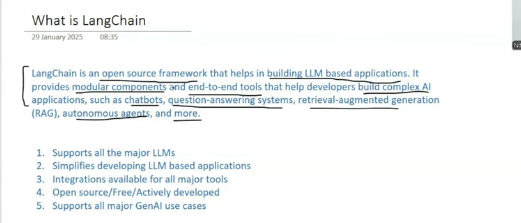 What is LangChain
29 January 2025 08:35
LangChain is an open source framework that helps in building LLM based applications. It
provides modular components and end-to-end tools that help developers build complex AI
applications, such as chatbots, question-answering systems, retrieval-augmented generation
(RAG), autonomous agents, and more.
1. Supports all the major LLMs
2. Simplifies developing LLM based applications
3. Integrations available for all major tools
4. Open source/Free/Actively developed
5. Supports all major GenAI use cases